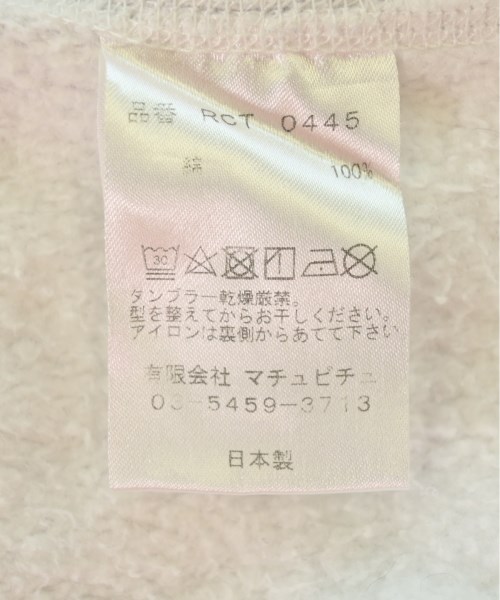 品番 RCT 0445
綿 100%
30
タンブラー乾燥厳禁。
型を整えてからお干しください。
アイロンは裏側からあてて下さい
有限会社 マチュピチュ
03-5459-3713
日本製